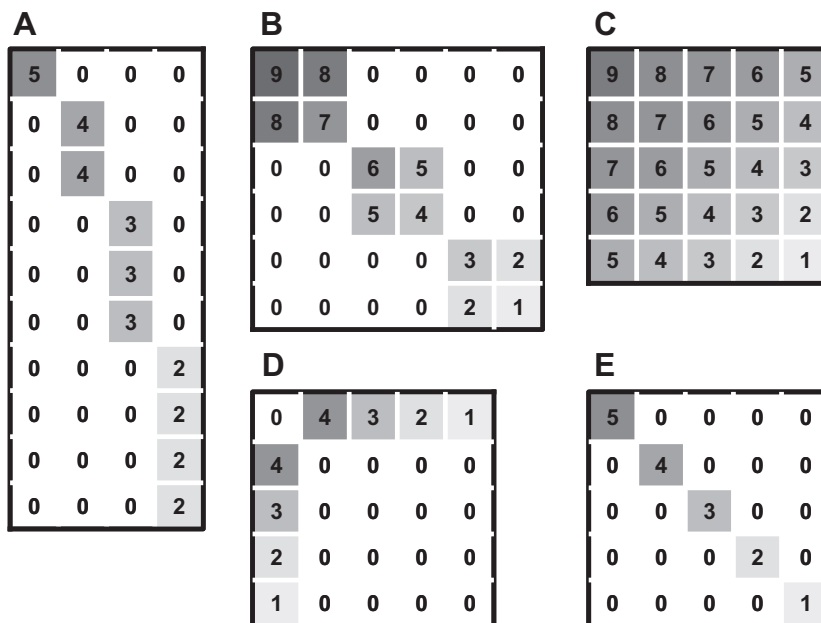 A
5 0 0 0
0 4 0 0
0 4 0 0
0 0 3 0
0 0 3 0
0 0 3 0
0 0 0 2
0 0 0 2
0 0 0 2
0 0 0 2
B
9 8 0 0 0 0
8 7 0 0 0 0
0 0 6 5 0 0
0 0 5 4 0 0
0 0 0 0 3 2
0 0 0 0 2 1
C
9 8 7 6 5
8 7 6 5 4
7 6 5 4 3
6 5 4 3 2
5 4 3 2 1
D
0 4 3 2 1
4 0 0 0 0
3 0 0 0 0
2 0 0 0 0
1 0 0 0 0
E
5 0 0 0 0
0 4 0 0 0
0 0 3 0 0
0 0 0 2 0
0 0 0 0 1